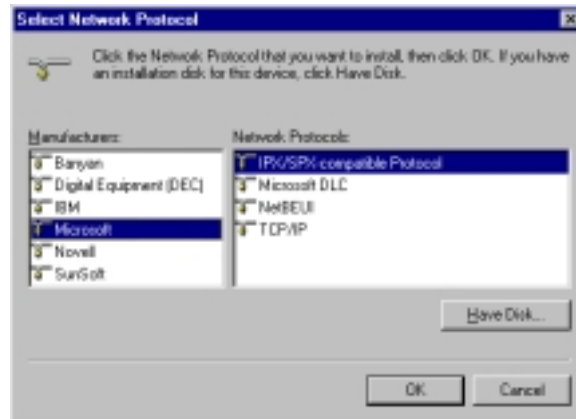 Select Network Protocol
Click the Network Protocol that you want to install, then click OK. If you have
an installation disk for this device, click Have Disk.
Manufacturers:
Network Protocols:
Banyan
Digital Equipment (DEC)
IBM
Microsoft
Novell
SunSoft
IPX/SPX-compatible Protocol
Microsoft DLC
NetBEUI
TCP/IP
Have Disk...
OK
Cancel